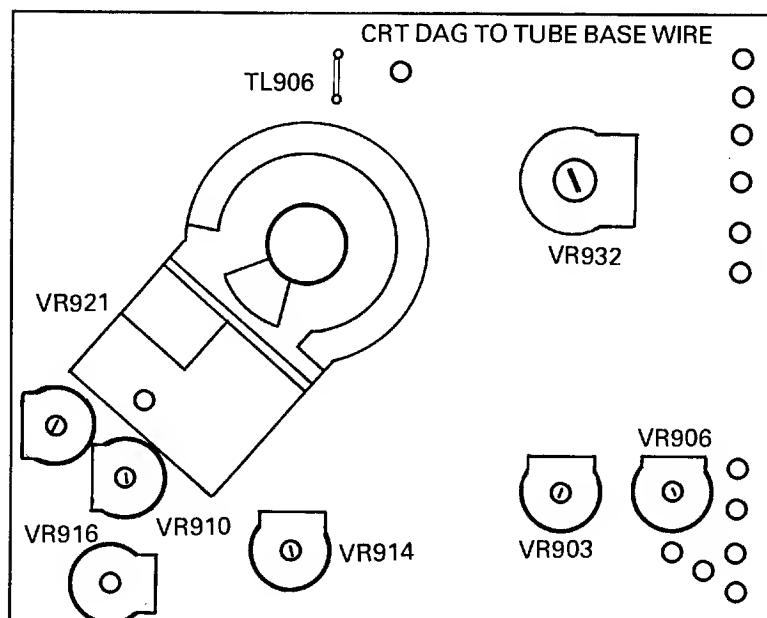 CRT DAG TO TUBE BASE WIRE
TL906
VR932
VR921
VR906
VR910
VR916
VR914
VR903